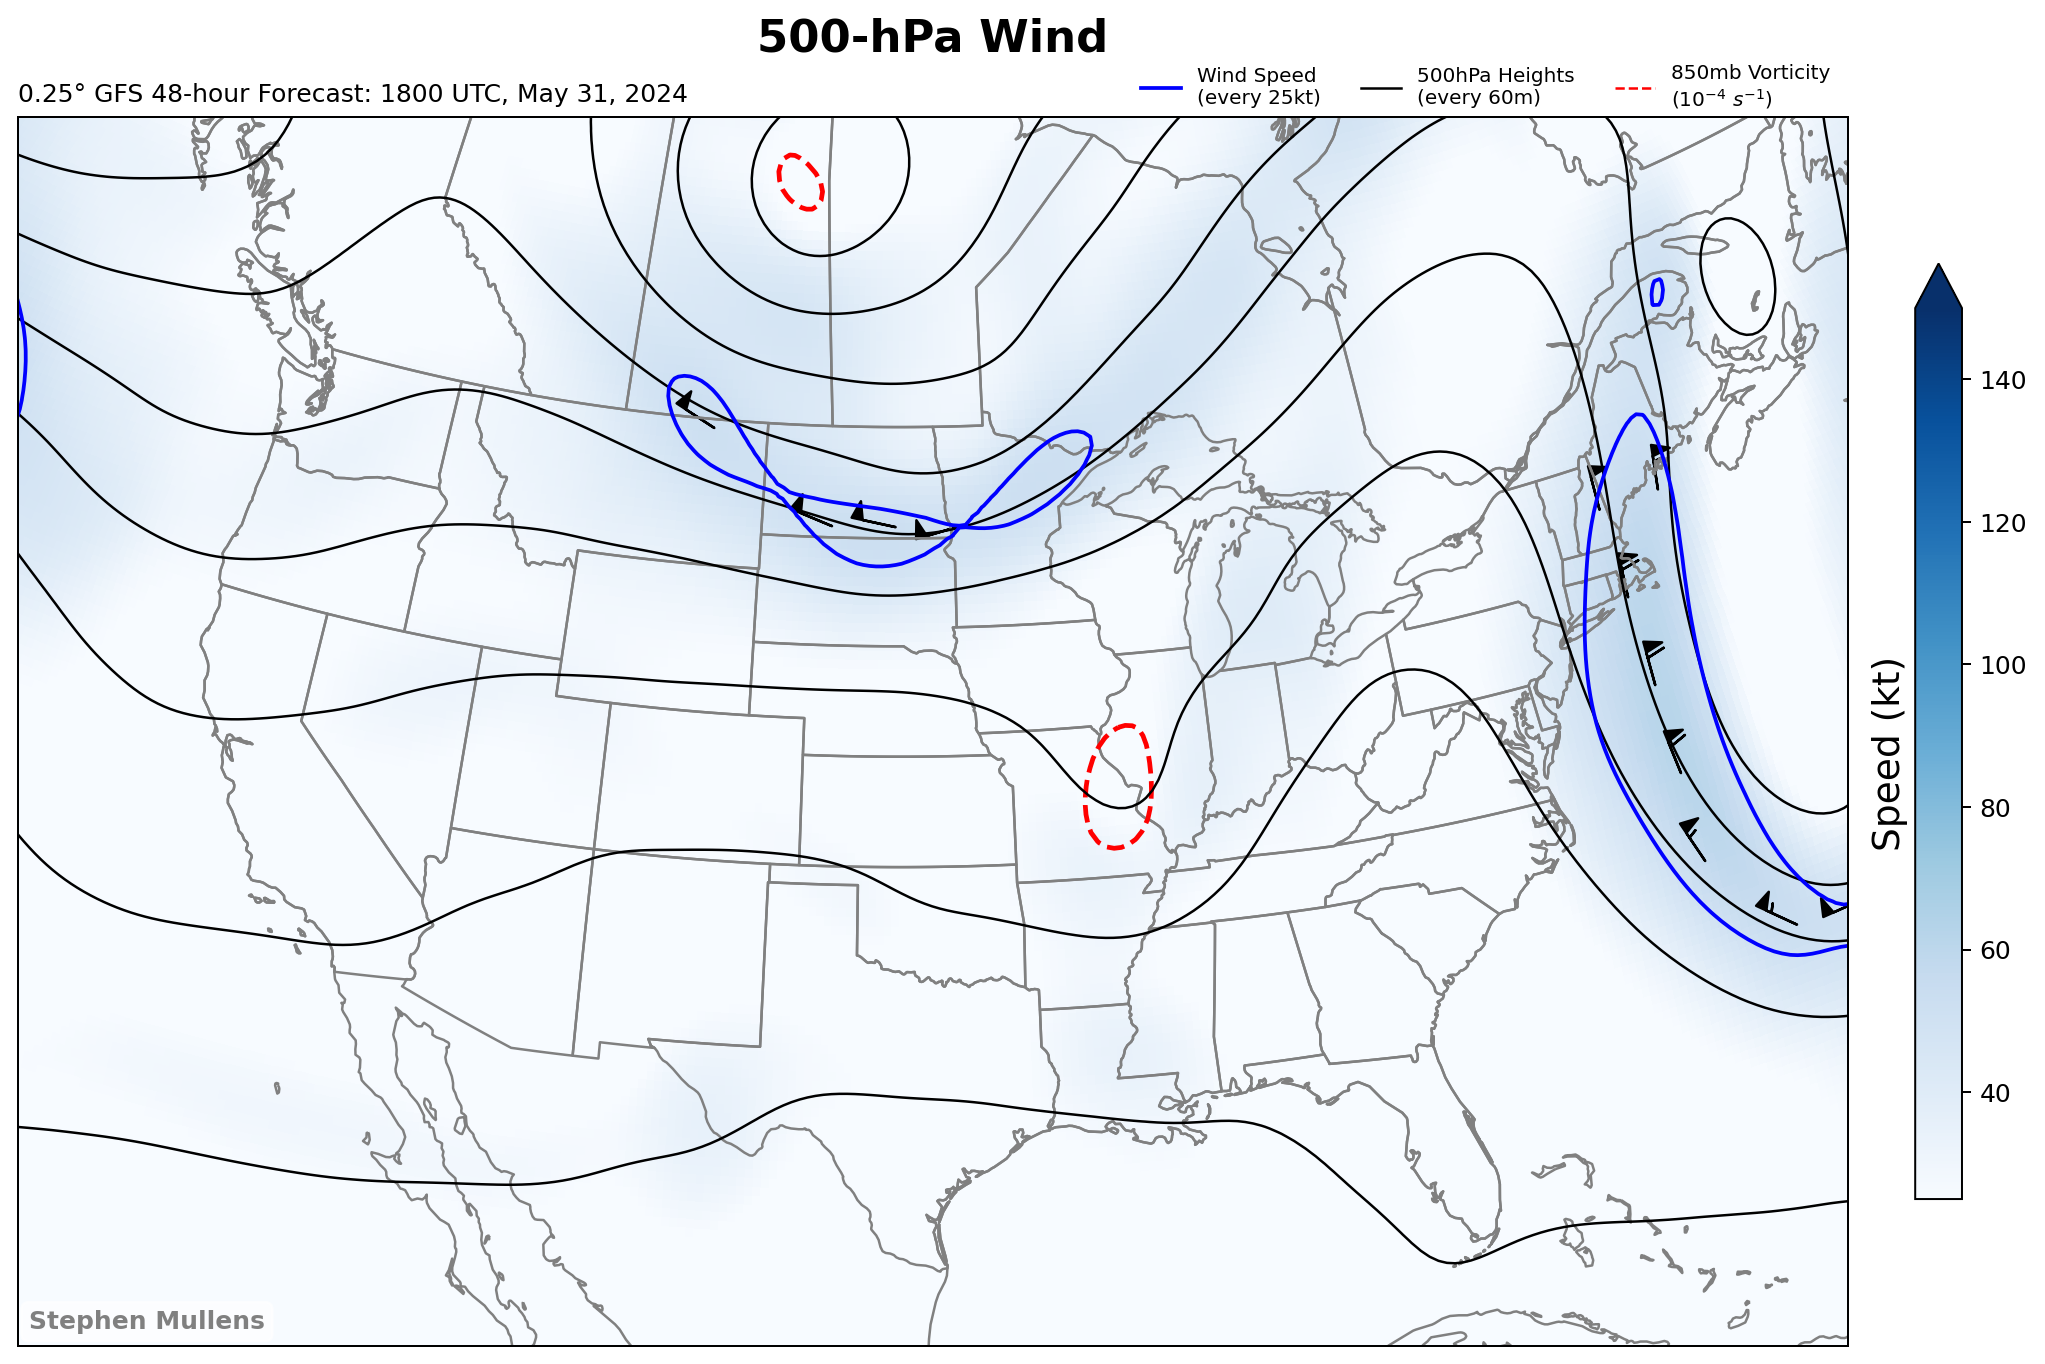 500-hPa Wind
0.25° GFS 48-hour Forecast: 1800 UTC, May 31, 2024
Wind Speed
(every 25kt)
500hPa Heights
(every 60m)
850mb Vorticity
(10⁻⁴ s⁻¹)
140
120
100
80
60
40
Speed (kt)
Stephen Mullens